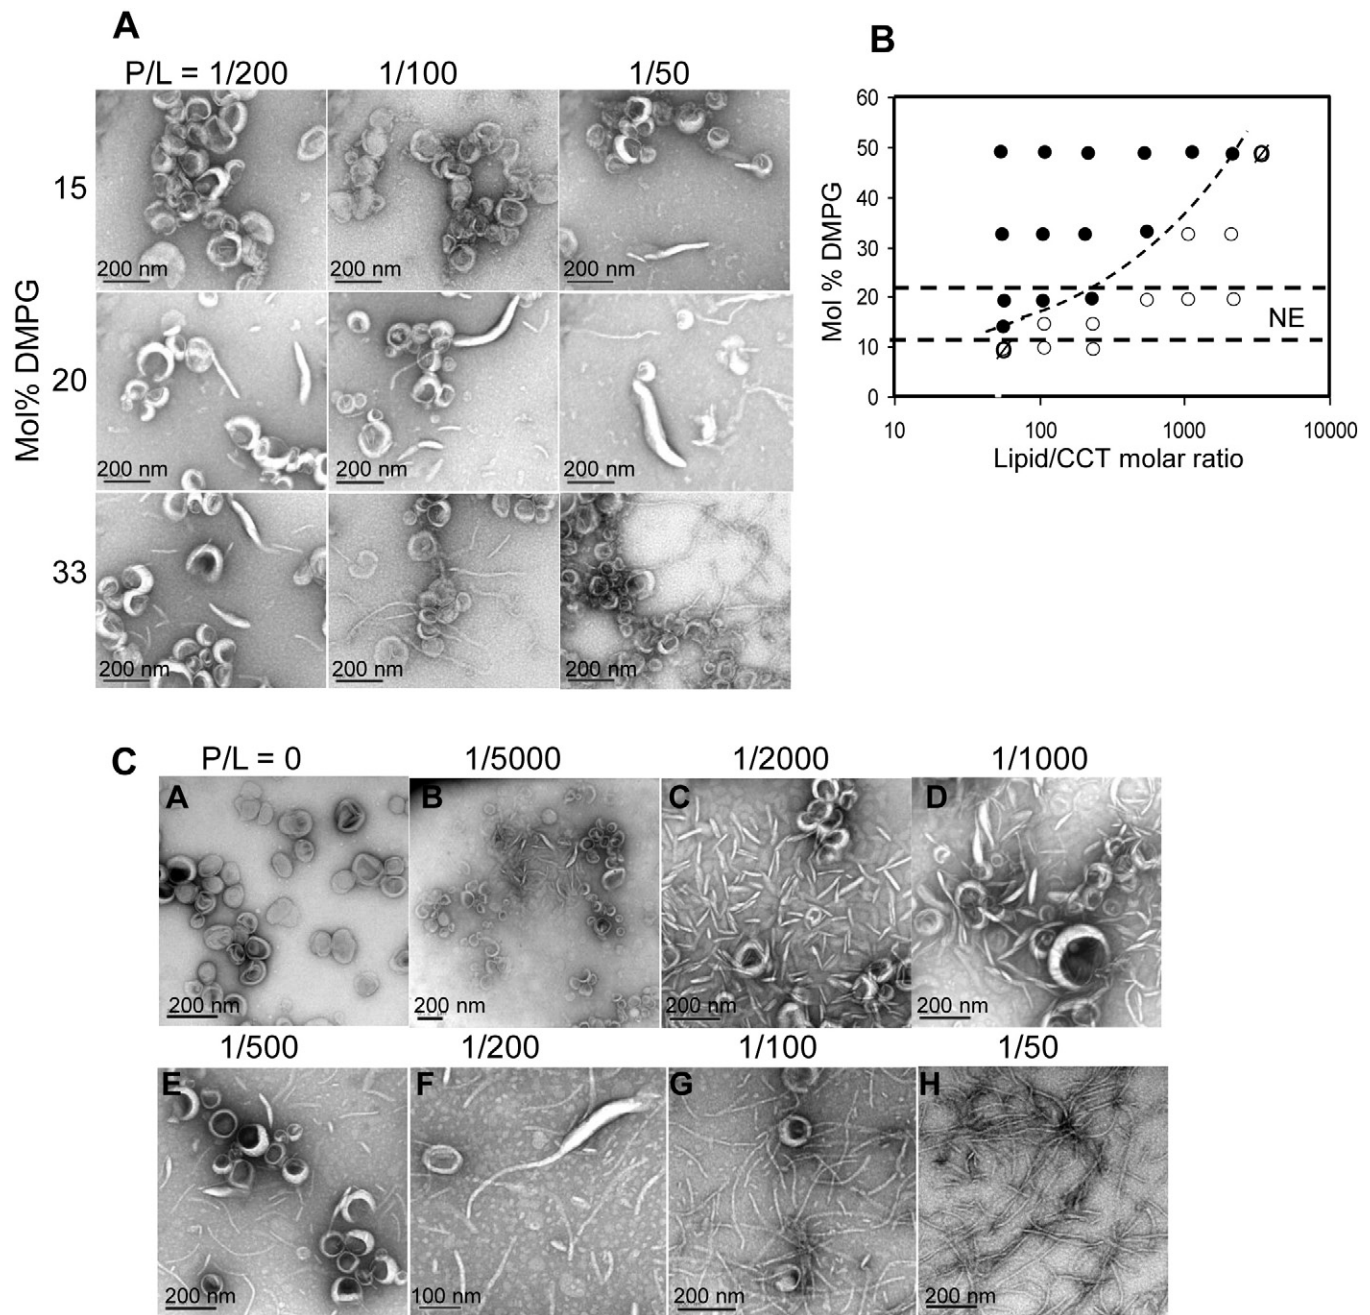 A
P/L = 1/200 1/100 1/50
Mol% DMPG
15
200 nm 200 nm 200 nm
20
200 nm 200 nm 200 nm
33
200 nm 200 nm 200 nm
B
Mol % DMPG
60
50
40
30
20
10
0
NE
10 100 1000 10000
Lipid/CCT molar ratio
C
P/L = 0 1/5000 1/2000 1/1000
A B C D
200 nm 200 nm 200 nm 200 nm
1/500 1/200 1/100 1/50
E F G H
200 nm 100 nm 200 nm 200 nm